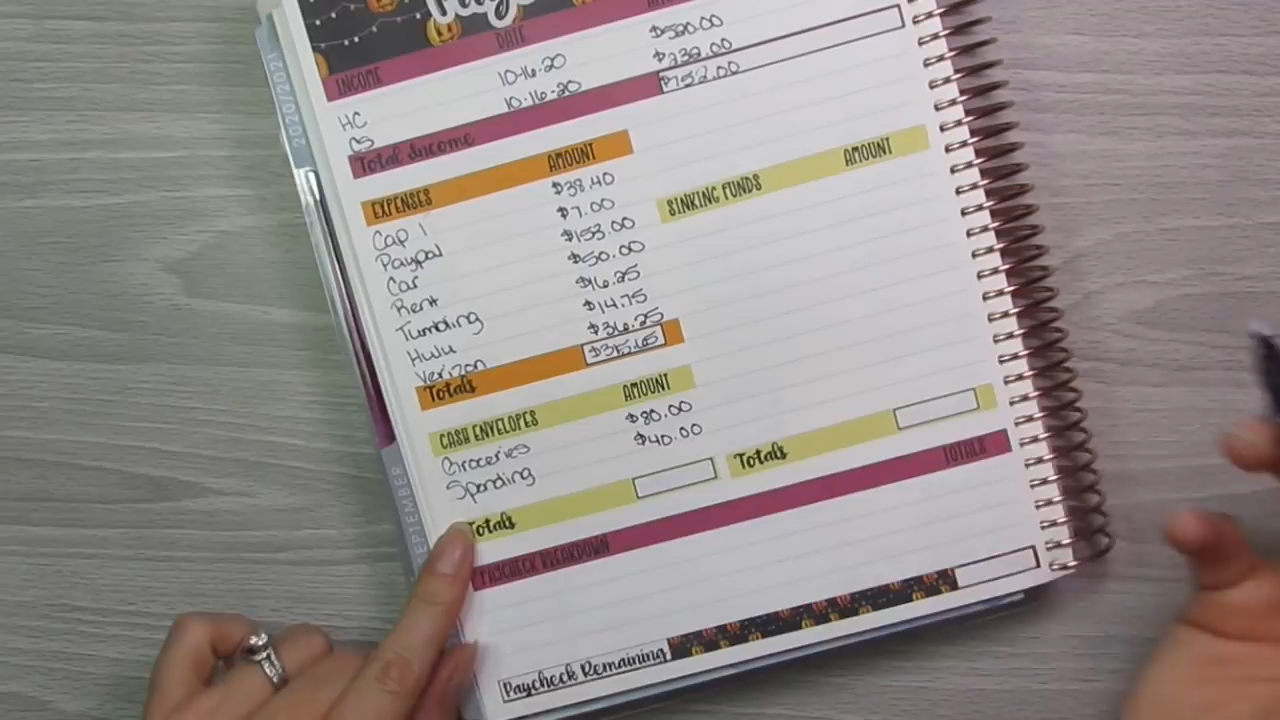 DATE
INCOME
HC 10-16-20 $520.00
CS 10-16-20 $232.00
Total Income $752.00
EXPENSES AMOUNT
Cap 1 $38.40
Paypal $7.00
Car $153.00
Rent $50.00
Tumbling $16.25
Hulu $14.75
Verizon $36.25
Totals $315.65
SINKING FUNDS AMOUNT
Totals
CASH ENVELOPES AMOUNT
Groceries $80.00
Spending $40.00
Totals
PAYCHECK BREAKDOWN TOTALS
Paycheck Remaining
2020/2021
SEPTEMBER